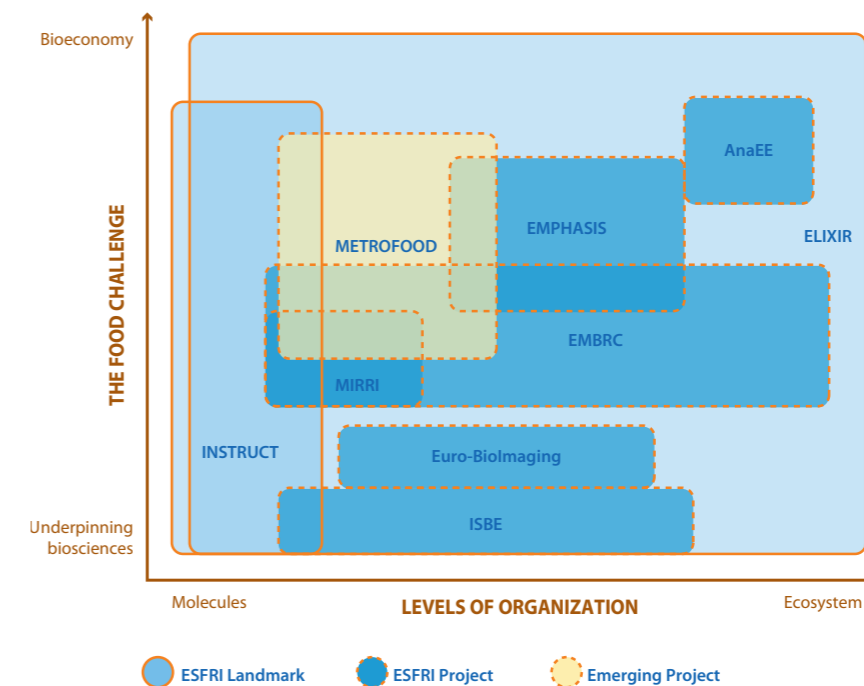 Bioeconomy
THE FOOD CHALLENGE
AnaEE
EMPHASIS
ELIXIR
METROFOOD
EMBRC
MIRRI
INSTRUCT
Euro-BioImaging
ISBE
Underpinning
biosciences
Molecules
LEVELS OF ORGANIZATION
Ecosystem
ESFRI Landmark
ESFRI Project
Emerging Project